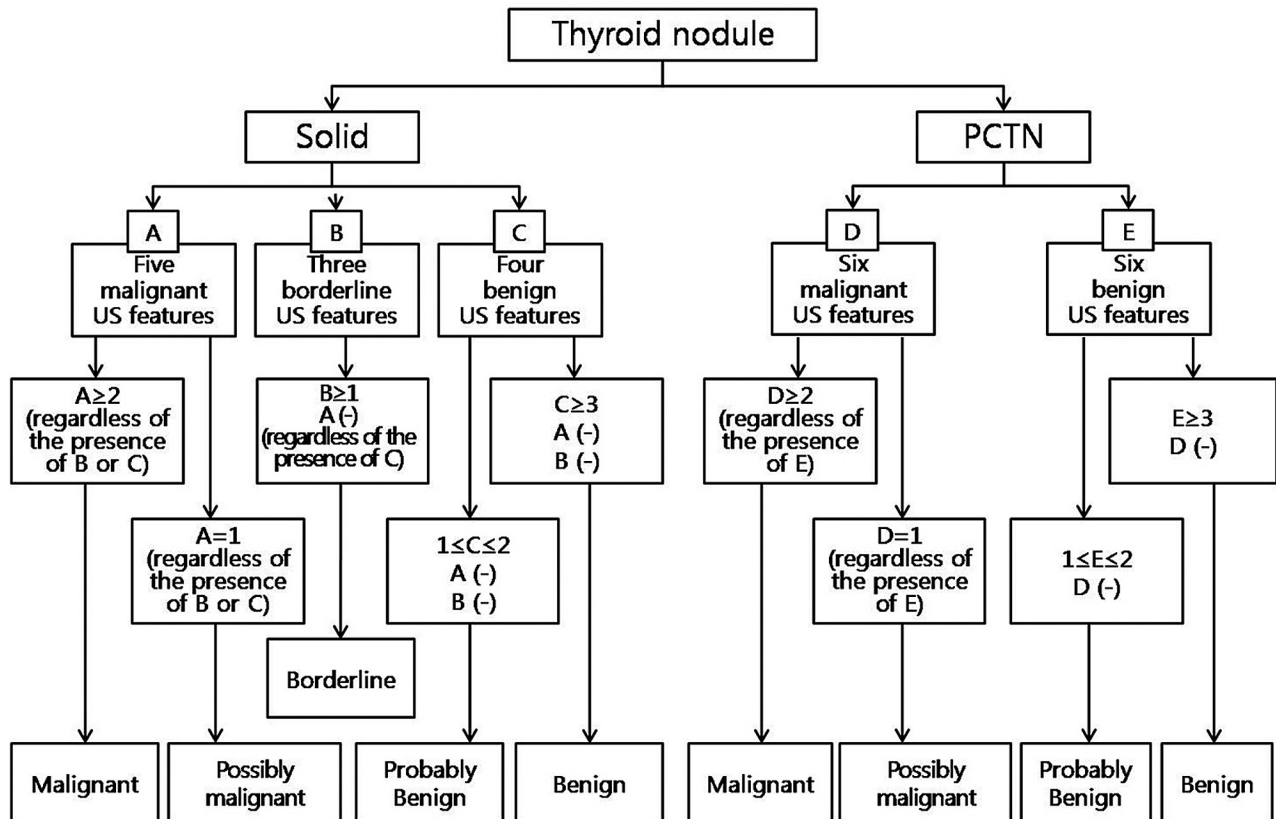 Thyroid nodule
Solid
PCTN
A
Five
malignant
US features
B
Three
borderline
US features
C
Four
benign
US features
D
Six
malignant
US features
E
Six
benign
US features
A≥2
(regardless of
the presence
of B or C)
B≥1
A (-)
(regardless of the
presence of C)
C≥3
A (-)
B (-)
D≥2
(regardless of
the presence
of E)
E≥3
D (-)
A=1
(regardless of
the presence
of B or C)
1≤C≤2
A (-)
B (-)
D=1
(regardless of
the presence
of E)
1≤E≤2
D (-)
Borderline
Malignant
Possibly
malignant
Probably
Benign
Benign
Malignant
Possibly
malignant
Probably
Benign
Benign